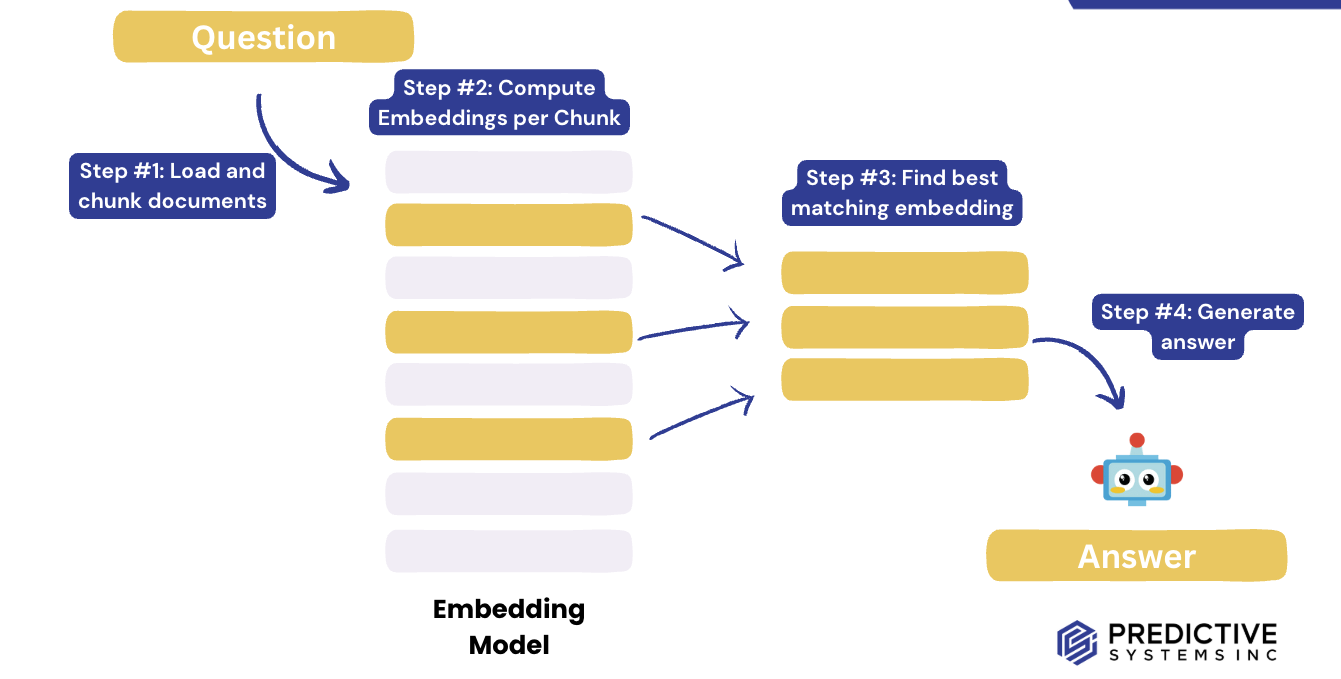 Question
Step #1: Load and
chunk documents
Step #2: Compute
Embeddings per Chunk
Step #3: Find best
matching embedding
Step #4: Generate
answer
Embedding
Model
Answer
PREDICTIVE
SYSTEMS INC